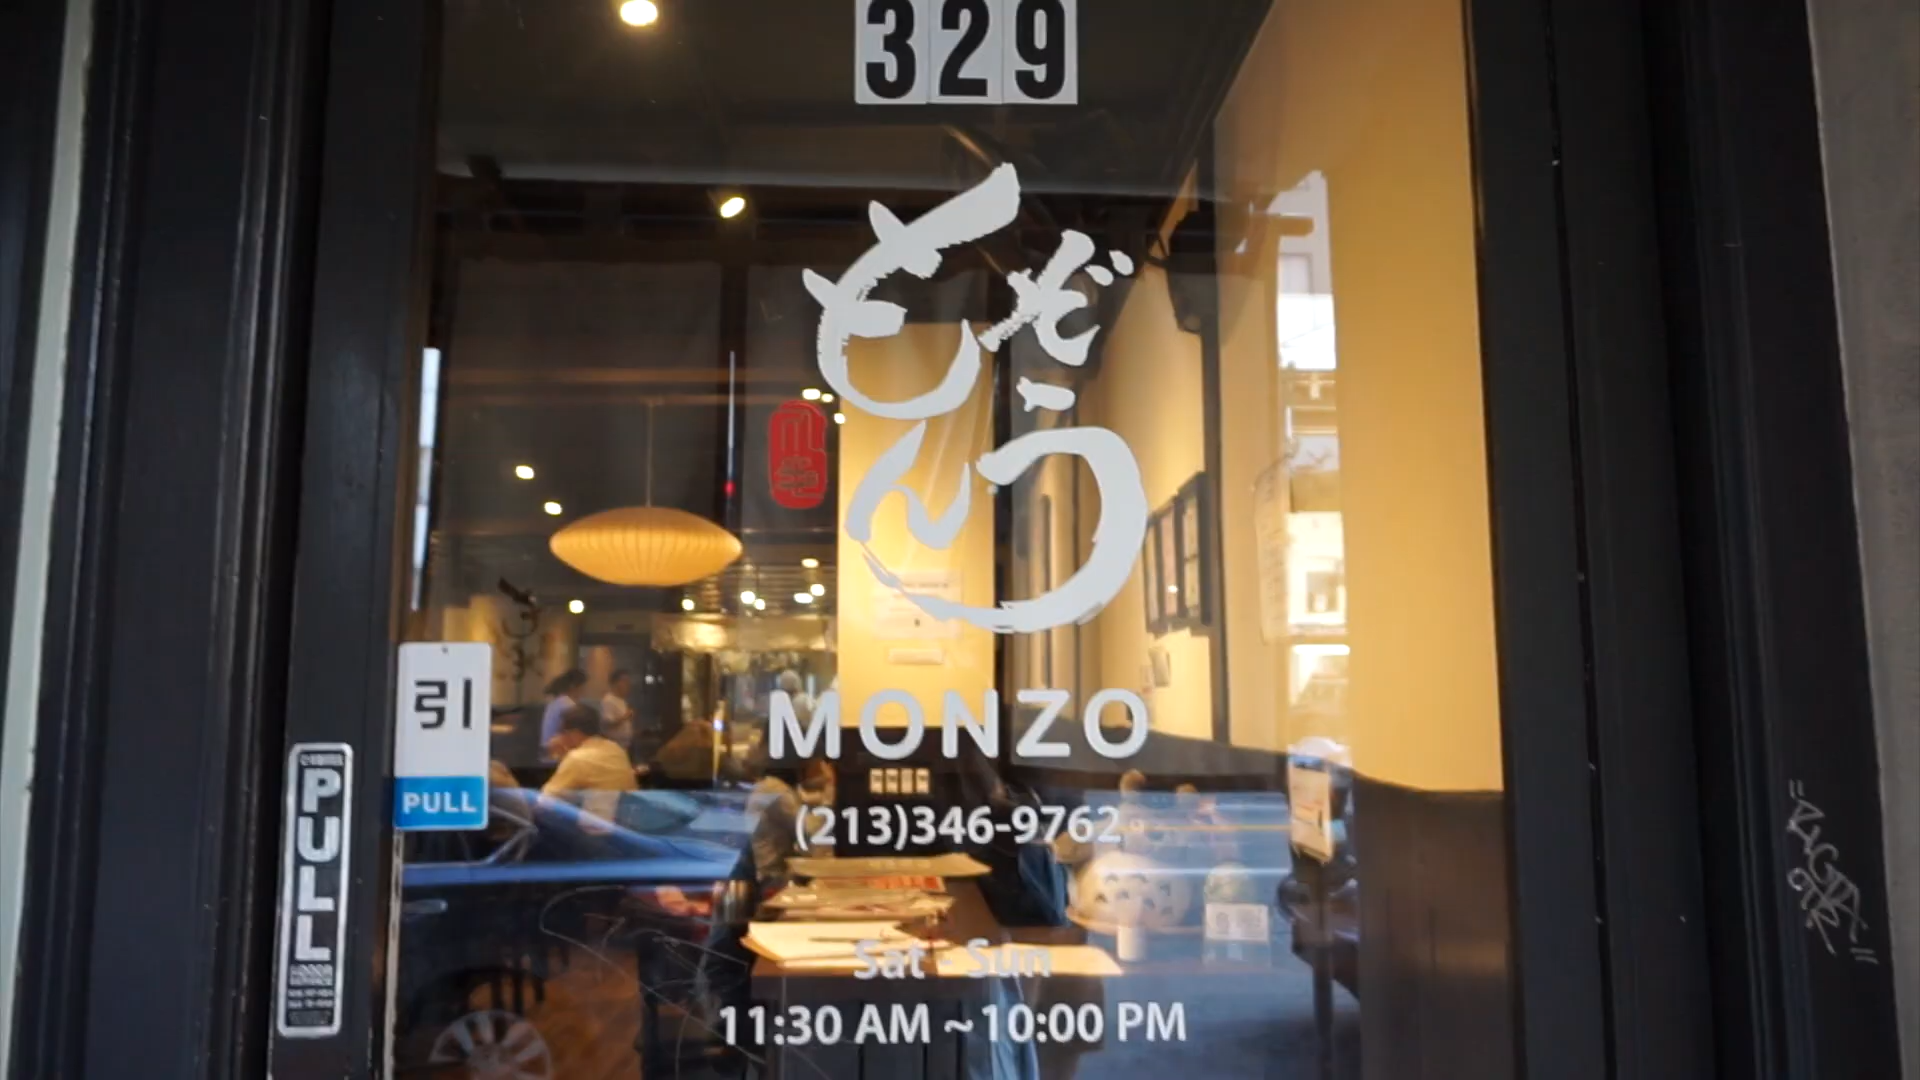 329
もんぞう
MONZO
(213)346-9762
Sat - Sun
11:30 AM ~10:00 PM
引
PULL
PULL